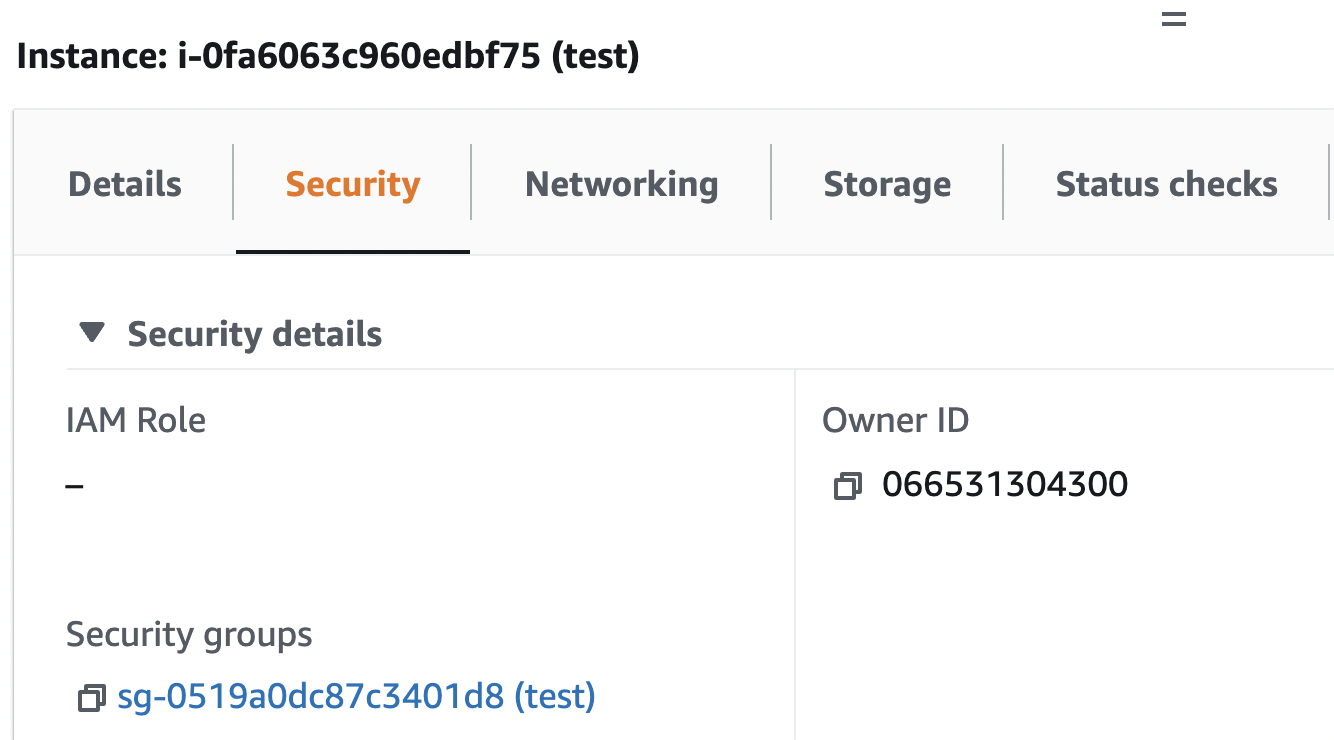 Instance: i-0fa6063c960edbf75 (test)
Details Security Networking Storage Status checks
Security details
IAM Role
–
Owner ID
066531304300
Security groups
sg-0519a0dc87c3401d8 (test)